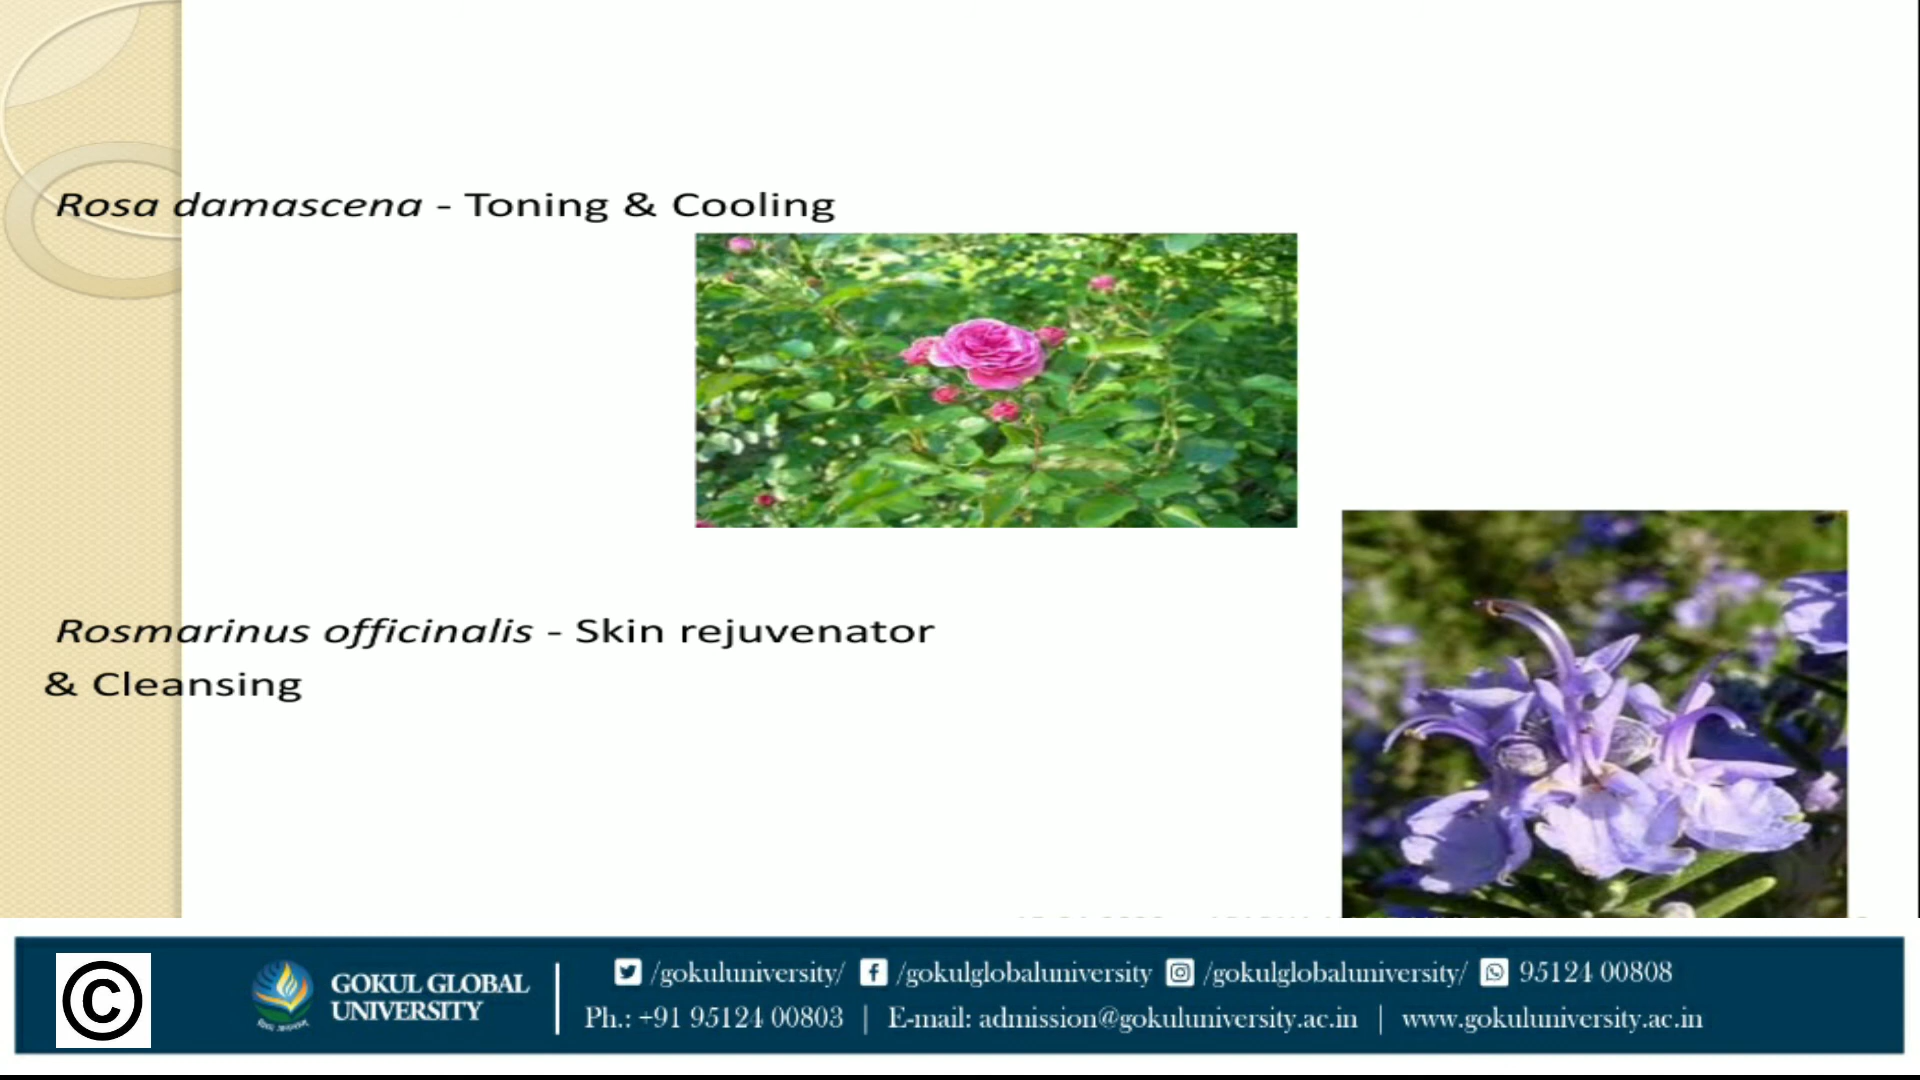 Rosa damascena - Toning & Cooling
Rosmarinus officinalis - Skin rejuvenator
& Cleansing
©
GOKUL GLOBAL
UNIVERSITY
/gokuluniversity/ /gokulglobaluniversity /gokulglobaluniversity/ 95124 00808
Ph.: +91 95124 00803 | E-mail: admission@gokuluniversity.ac.in | www.gokuluniversity.ac.in